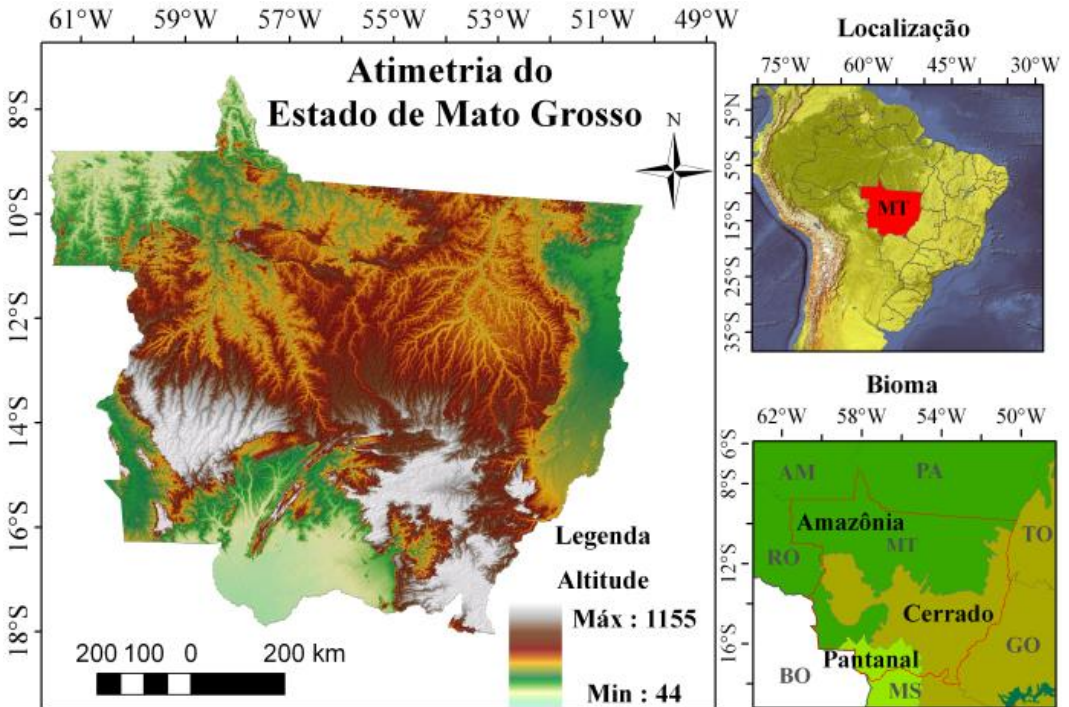 61°W 59°W 57°W 55°W 53°W 51°W 49°W
Atimetria do
Estado de Mato Grosso
N
8°S
10°S
12°S
14°S
16°S
18°S
Legenda
Altitude
Máx : 1155
Min : 44
200 100 0 200 km
Localização
75°W 60°W 45°W 30°W
5°N
5°S
15°S
25°S
35°S
MT
Bioma
62°W 58°W 54°W 50°W
6°S
8°S
12°S
16°S
AM PA
Amazônia
MT TO
RO
Cerrado
GO
Pantanal
BO MS